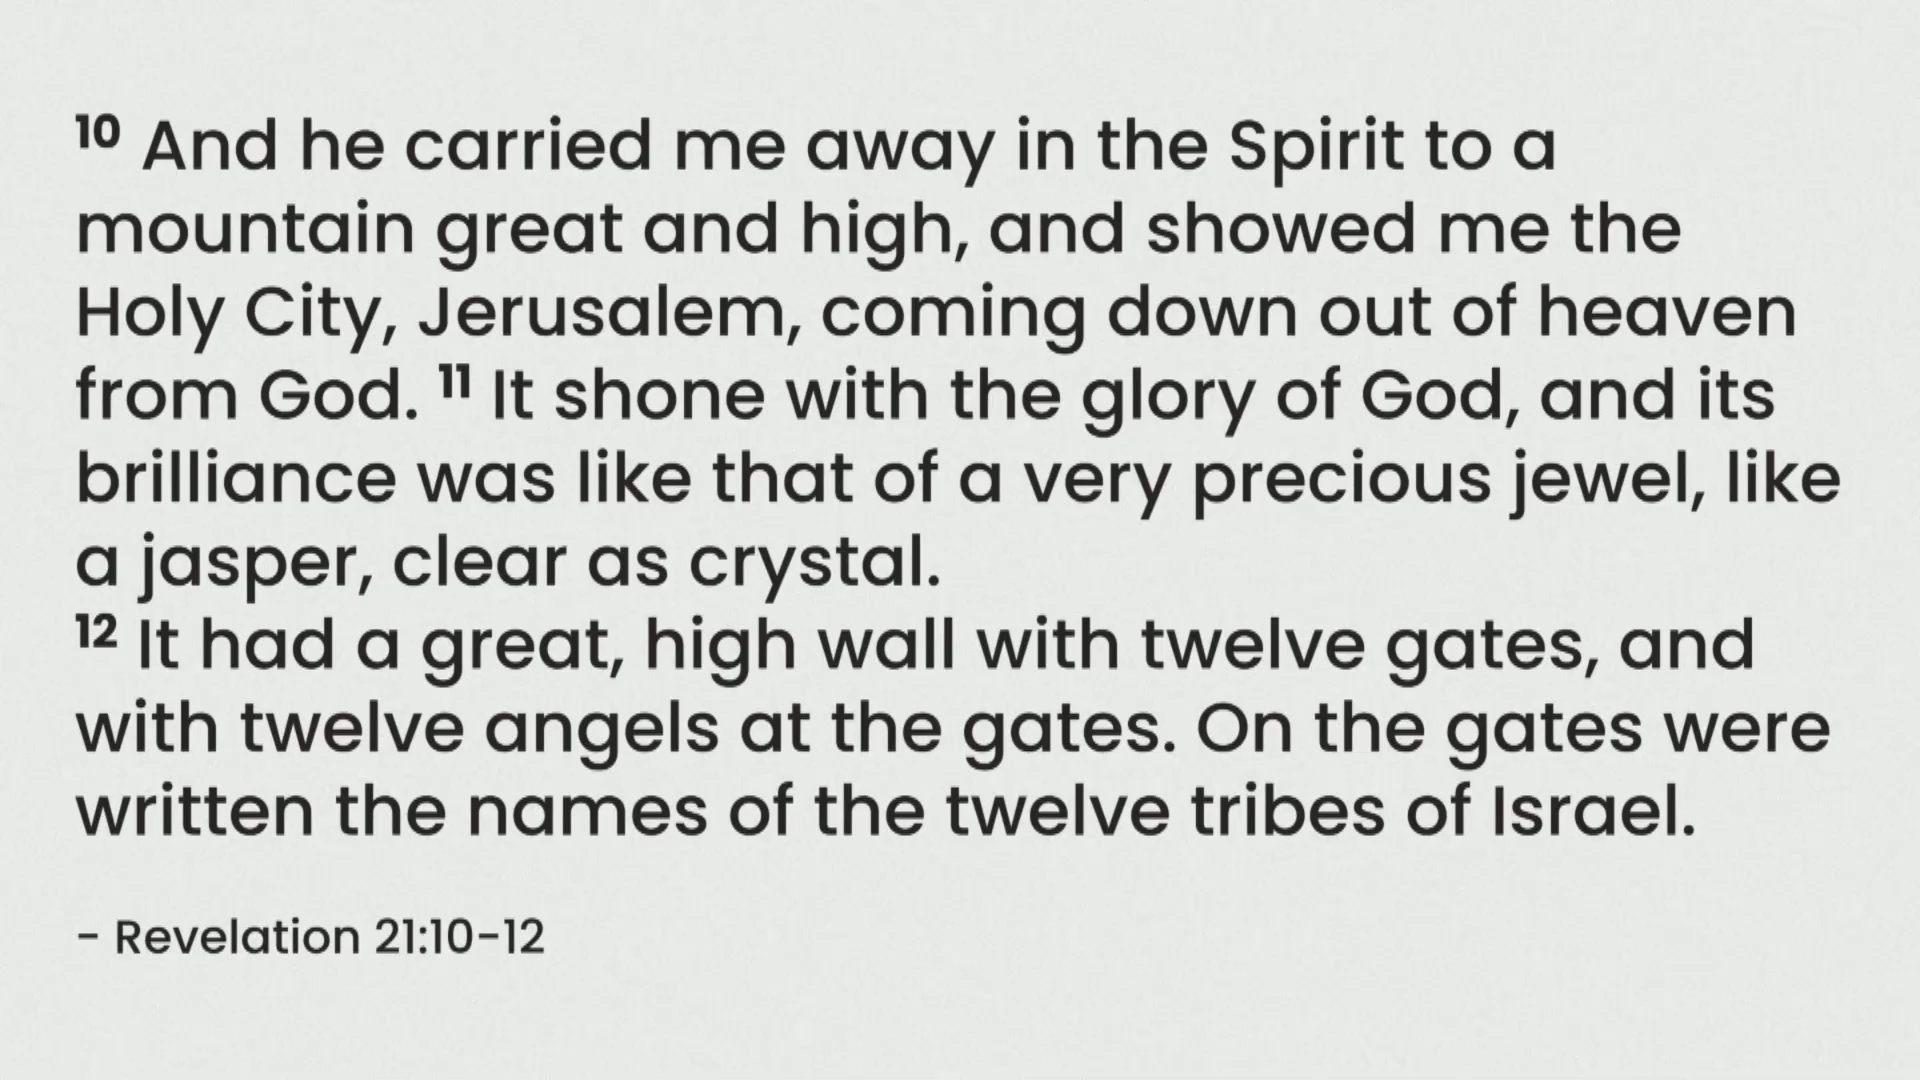 10 And he carried me away in the Spirit to a
mountain great and high, and showed me the
Holy City, Jerusalem, coming down out of heaven
from God. 11 It shone with the glory of God, and its
brilliance was like that of a very precious jewel, like
a jasper, clear as crystal.
12 It had a great, high wall with twelve gates, and
with twelve angels at the gates. On the gates were
written the names of the twelve tribes of Israel.
- Revelation 21:10-12